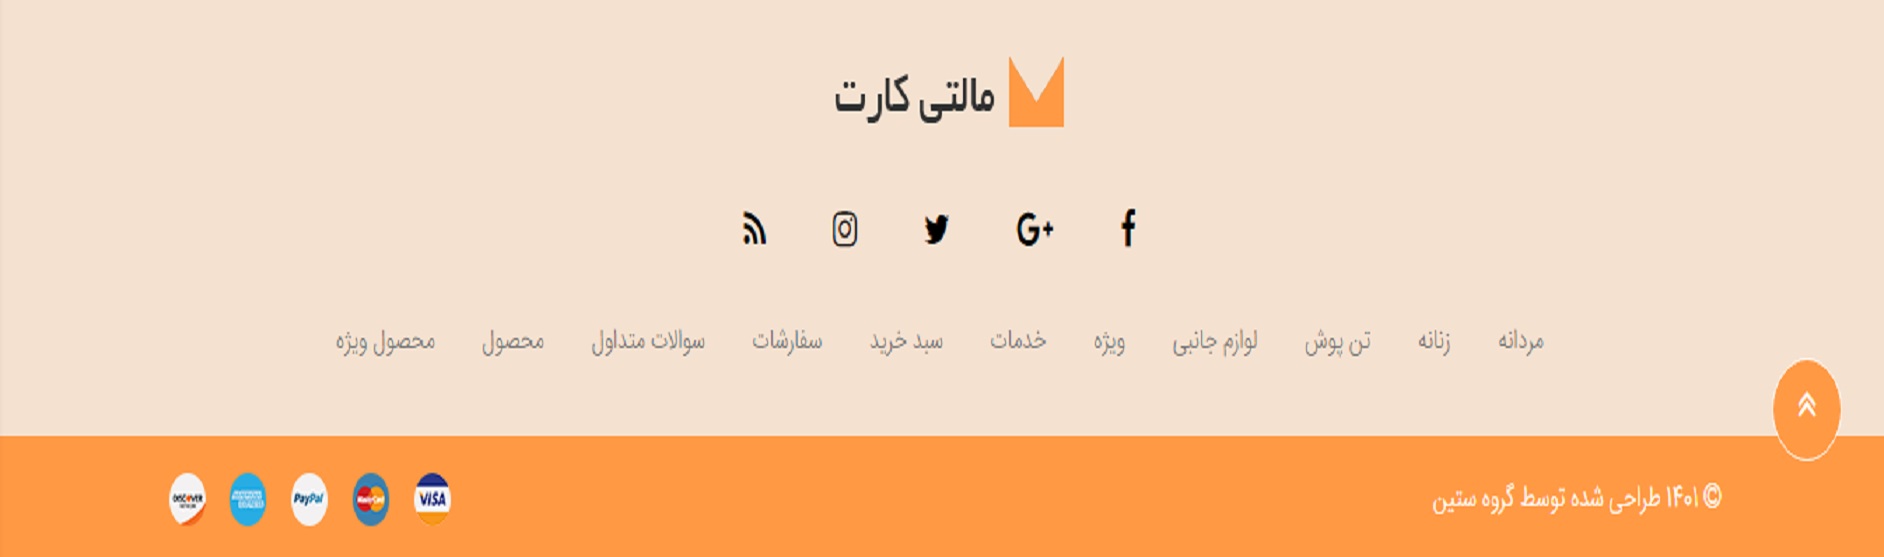 مالتی کارت
G+
مردانه زنانه تن پوش لوازم جانبی ویژه خدمات سبد خرید سفارشات سوالات متداول محصول محصول ویژه
© ۱۴۰۱ طراحی شده توسط گروه ستین
VISA MasterCard PayPal DISCOVER